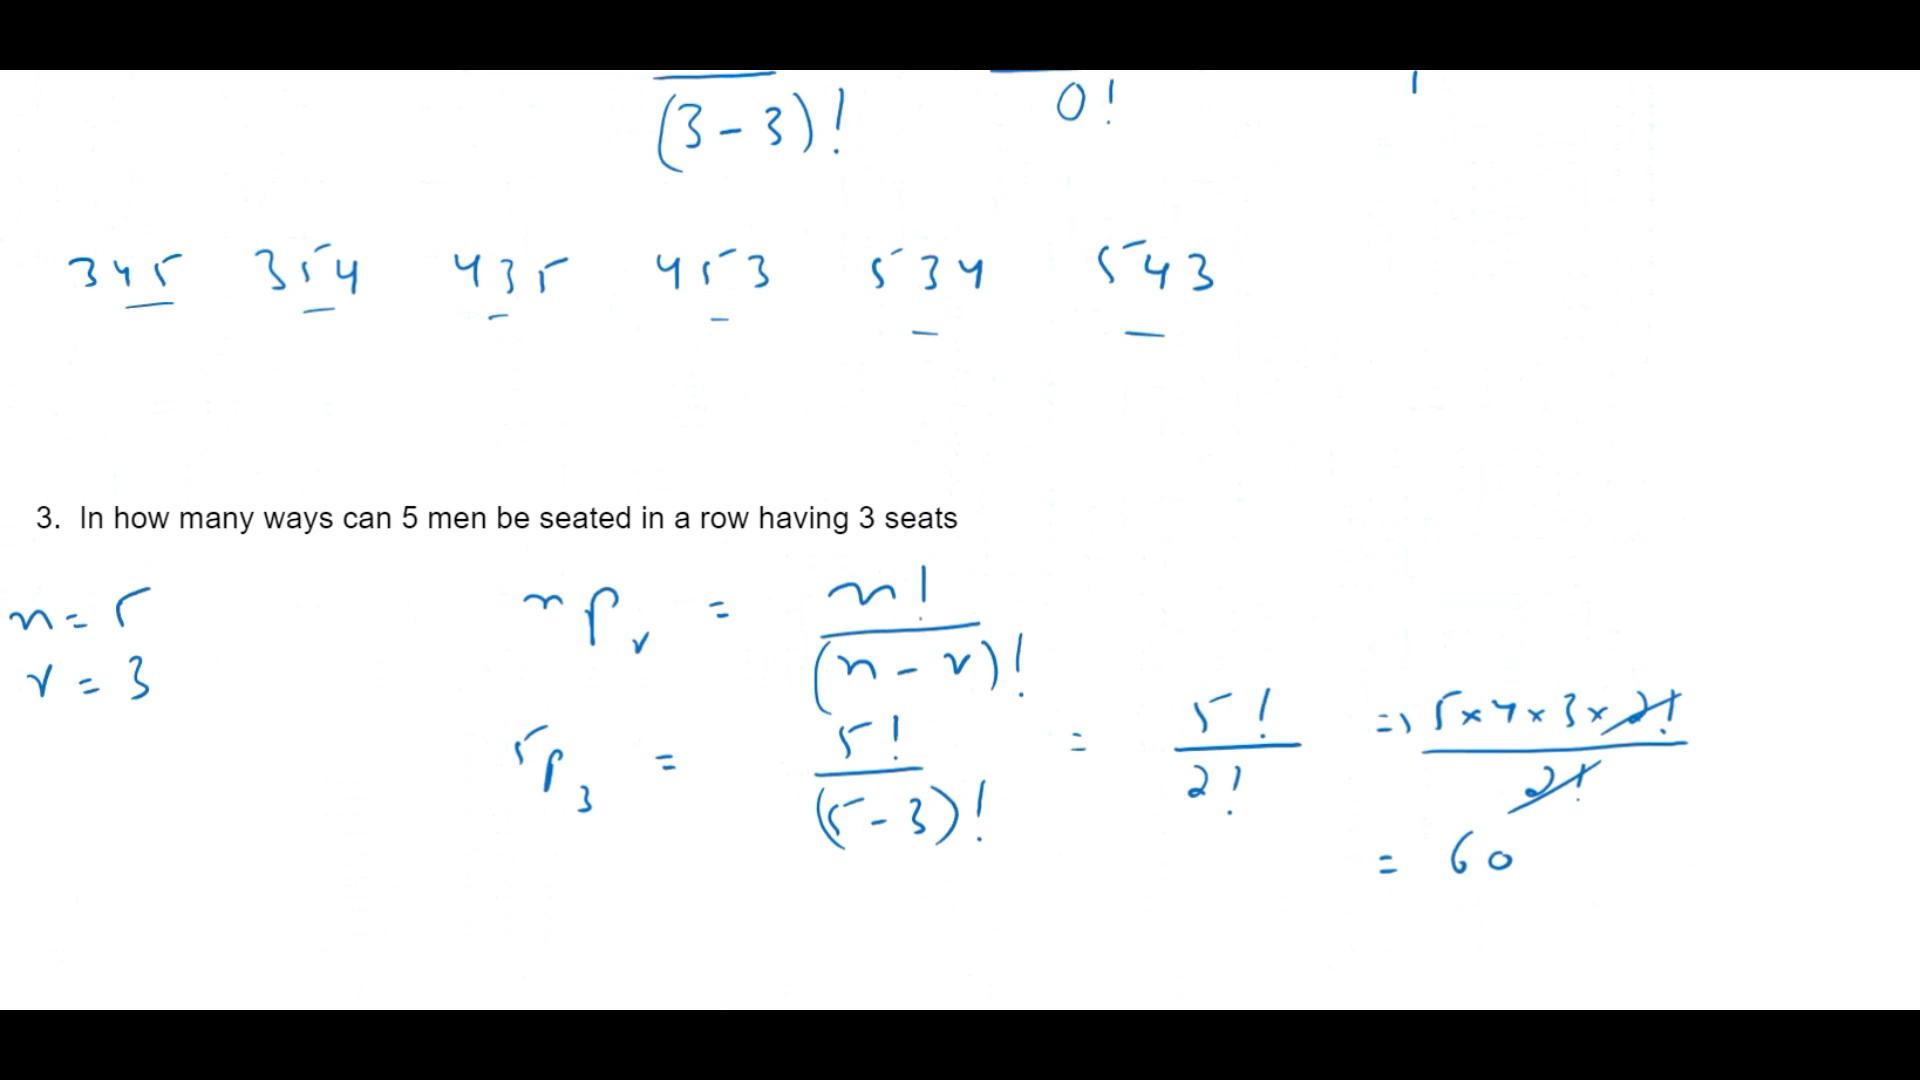 (3-3)! 0!
345 354 435 453 534 543
3. In how many ways can 5 men be seated in a row having 3 seats
n=5 nPr = n!/(n-r)!
r=3
5P3 = 5!/(5-3)! = 5!/2! => 5×4×3×2!/2!
= 60